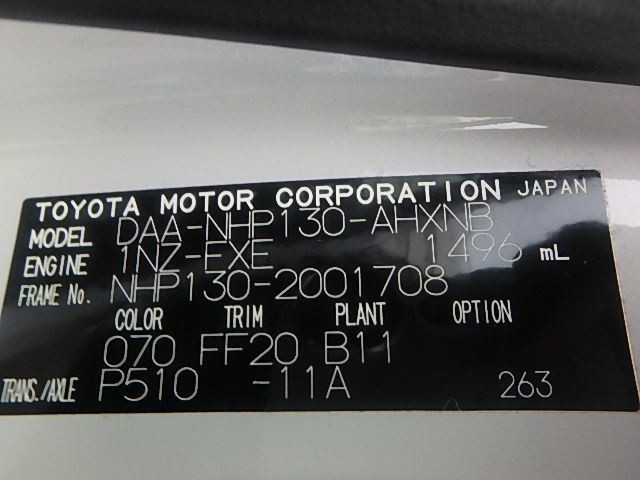 TOYOTA MOTOR CORPORATION JAPAN
MODEL DAA-NHP130-AHXNB
ENGINE 1NZ-FXE 1496 mL
FRAME No. NHP130-2001708
COLOR TRIM PLANT OPTION
070 FF20 B11
TRANS./AXLE P510 -11A 263